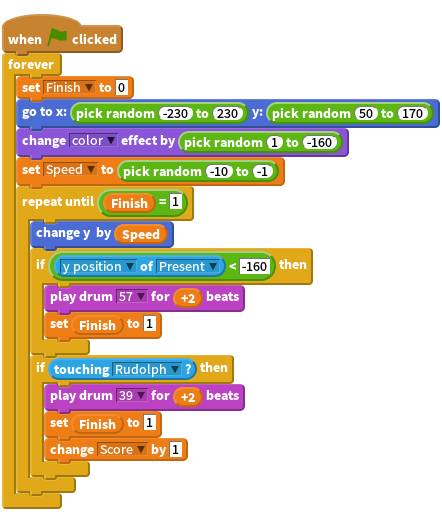 when clicked
forever
set Finish to 0
go to x: pick random -230 to 230 y: pick random 50 to 170
change color effect by pick random 1 to -160
set Speed to pick random -10 to -1
repeat until Finish = 1
change y by Speed
if y position of Present < -160 then
play drum 57 for +2 beats
set Finish to 1
if touching Rudolph ? then
play drum 39 for +2 beats
set Finish to 1
change Score by 1